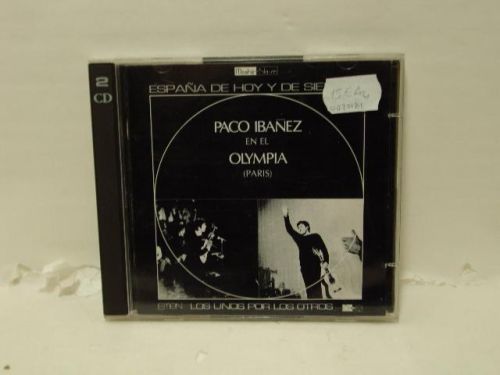 2
CD
ESPAÑA DE HOY Y DE SIE
PACO IBAÑEZ
EN EL
OLYMPIA
(PARIS)
LOS UNOS POR LOS OTROS